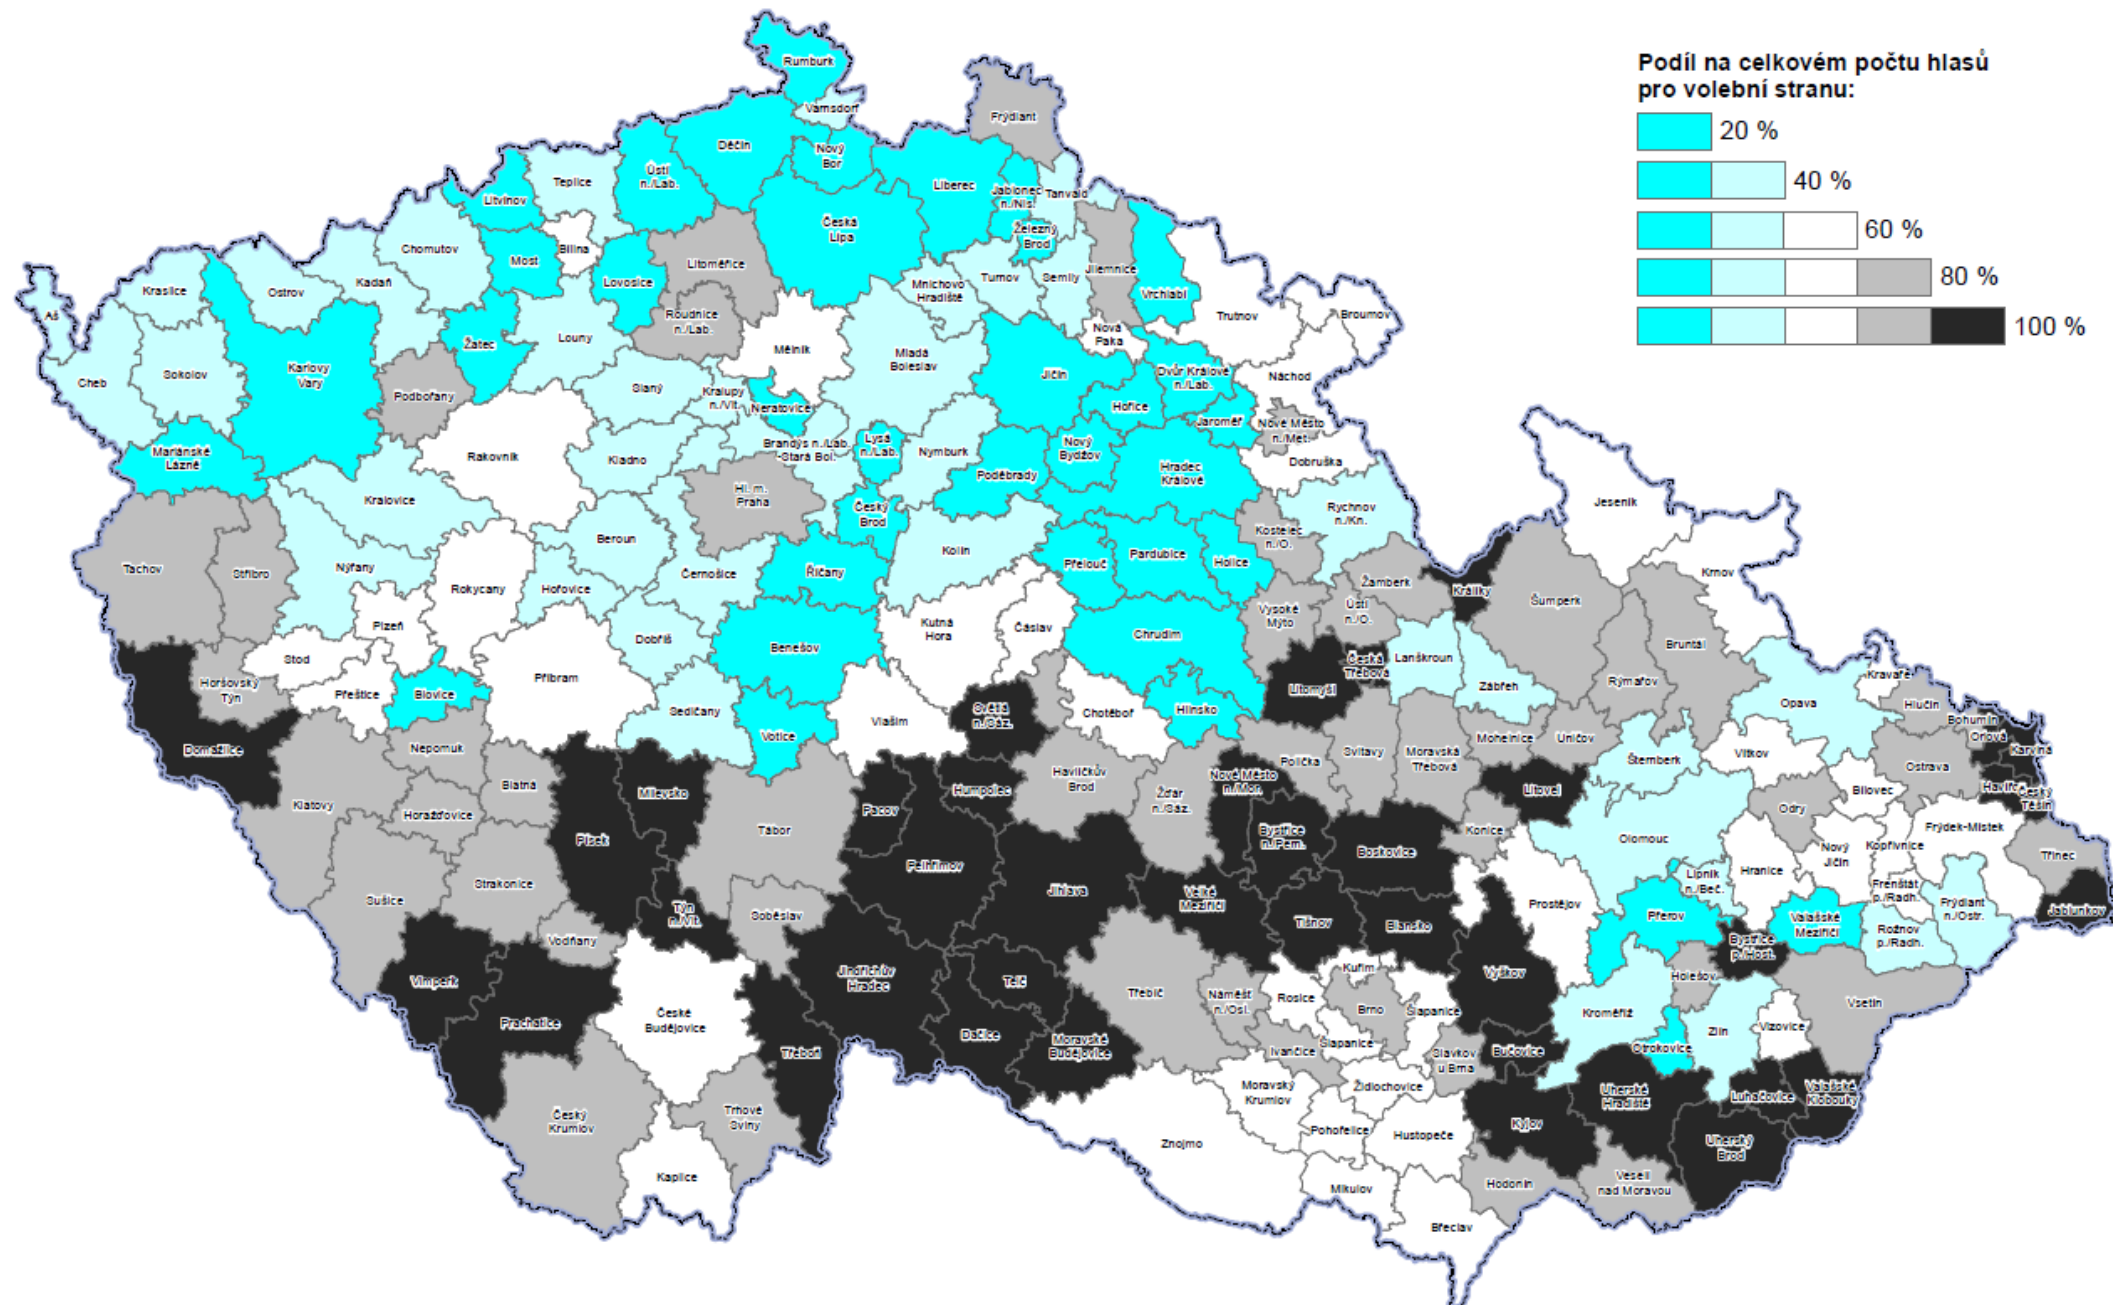 Podíl na celkovém počtu hlasů
pro volební stranu:
20 %
40 %
60 %
80 %
100 %
Rumburk
Varnsdorf
Frýdlant
Děčín
Nový
Bor
Ústí
n./Lab.
Teplice
Litvínov
Liberec
Jablonec
n./Nis.
Tanvald
Česká
Lípa
Železný
Brod
Chomutov
Most
Bílina
Lovosice
Litoměřice
Jilemnice
Semily
Turnov
Mnichovo
Hradiště
Vrchlabí
Kadaň
Ostrov
Kraslice
Aš
Roudnice
n./Lab.
Trutnov
Broumov
Nová
Paka
Žatec
Louny
Mělník
Mladá
Boleslav
Jičín
Dvůr Králové
n./Lab.
Náchod
Cheb
Sokolov
Karlovy
Vary
Podbořany
Slaný
Kralupy
n./Vlt.
Neratovice
Hořice
Jaroměř
Nové Město
n./Met.
Dobruška
Mariánské
Lázně
Rakovník
Kladno
Brandýs n./Lab.
-Stará Bol.
Lysá
n./Lab.
Nymburk
Poděbrady
Nový
Bydžov
Hradec
Králové
Kralovice
Hl. m.
Praha
Český
Brod
Rychnov
n./Kn.
Jeseník
Kostelec
n./O.
Beroun
Kolín
Přelouč
Pardubice
Holice
Tachov
Stříbro
Nýřany
Rokycany
Hořovice
Černošice
Říčany
Žamberk
Králíky
Šumperk
Krnov
Plzeň
Dobříš
Benešov
Kutná
Hora
Čáslav
Chrudim
Vysoké
Mýto
Ústí
n./O.
Stod
Horšovský
Týn
Přeštice
Blovice
Příbram
Sedlčany
Votice
Vlašim
Světlá
n./Sáz.
Chotěboř
Hlinsko
Litomyšl
Česká
Třebová
Lanškroun
Zábřeh
Rýmařov
Bruntál
Opava
Kravaře
Hlučín
Bohumín
Orlová
Karviná
Havířov
Český
Těšín
Ostrava
Domažlice
Nepomuk
Klatovy
Horažďovice
Blatná
Písek
Milevsko
Tábor
Pacov
Humpolec
Havlíčkův
Brod
Žďár
n./Sáz.
Nové Město
n./Mor.
Polička
Svitavy
Moravská
Třebová
Mohelnice
Uničov
Šternberk
Vítkov
Bílovec
Odry
Litovel
Bystřice
n./Pern.
Boskovice
Konice
Olomouc
Nový
Jičín
Kopřivnice
Frýdek-Místek
Třinec
Jablunkov
Sušice
Strakonice
Vodňany
Týn
n./Vlt.
Soběslav
Pelhřimov
Jihlava
Velké
Meziříčí
Tišnov
Blansko
Prostějov
Přerov
Lipník
n./Beč.
Hranice
Valašské
Meziříčí
Frenštát
p./Radh.
Rožnov
p./Radh.
Frýdlant
n./Ostr.
Vimperk
Prachatice
České
Budějovice
Třeboň
Jindřichův
Hradec
Telč
Dačice
Moravské
Budějovice
Třebíč
Náměšť
n./Osl.
Rosice
Kuřim
Brno
Šlapanice
Šlapanice
Ivančice
Vyškov
Bučovice
Slavkov
u Brna
Kroměříž
Holešov
Bystřice
p./Host.
Otrokovice
Zlín
Vizovice
Vsetín
Český
Krumlov
Trhové
Sviny
Kaplice
Moravský
Krumlov
Židlochovice
Pohořelice
Hustopeče
Znojmo
Mikulov
Břeclav
Kyjov
Hodonín
Uherské
Hradiště
Luhačovice
Valašské
Klobouky
Uherský
Brod
Veselí
nad Moravou